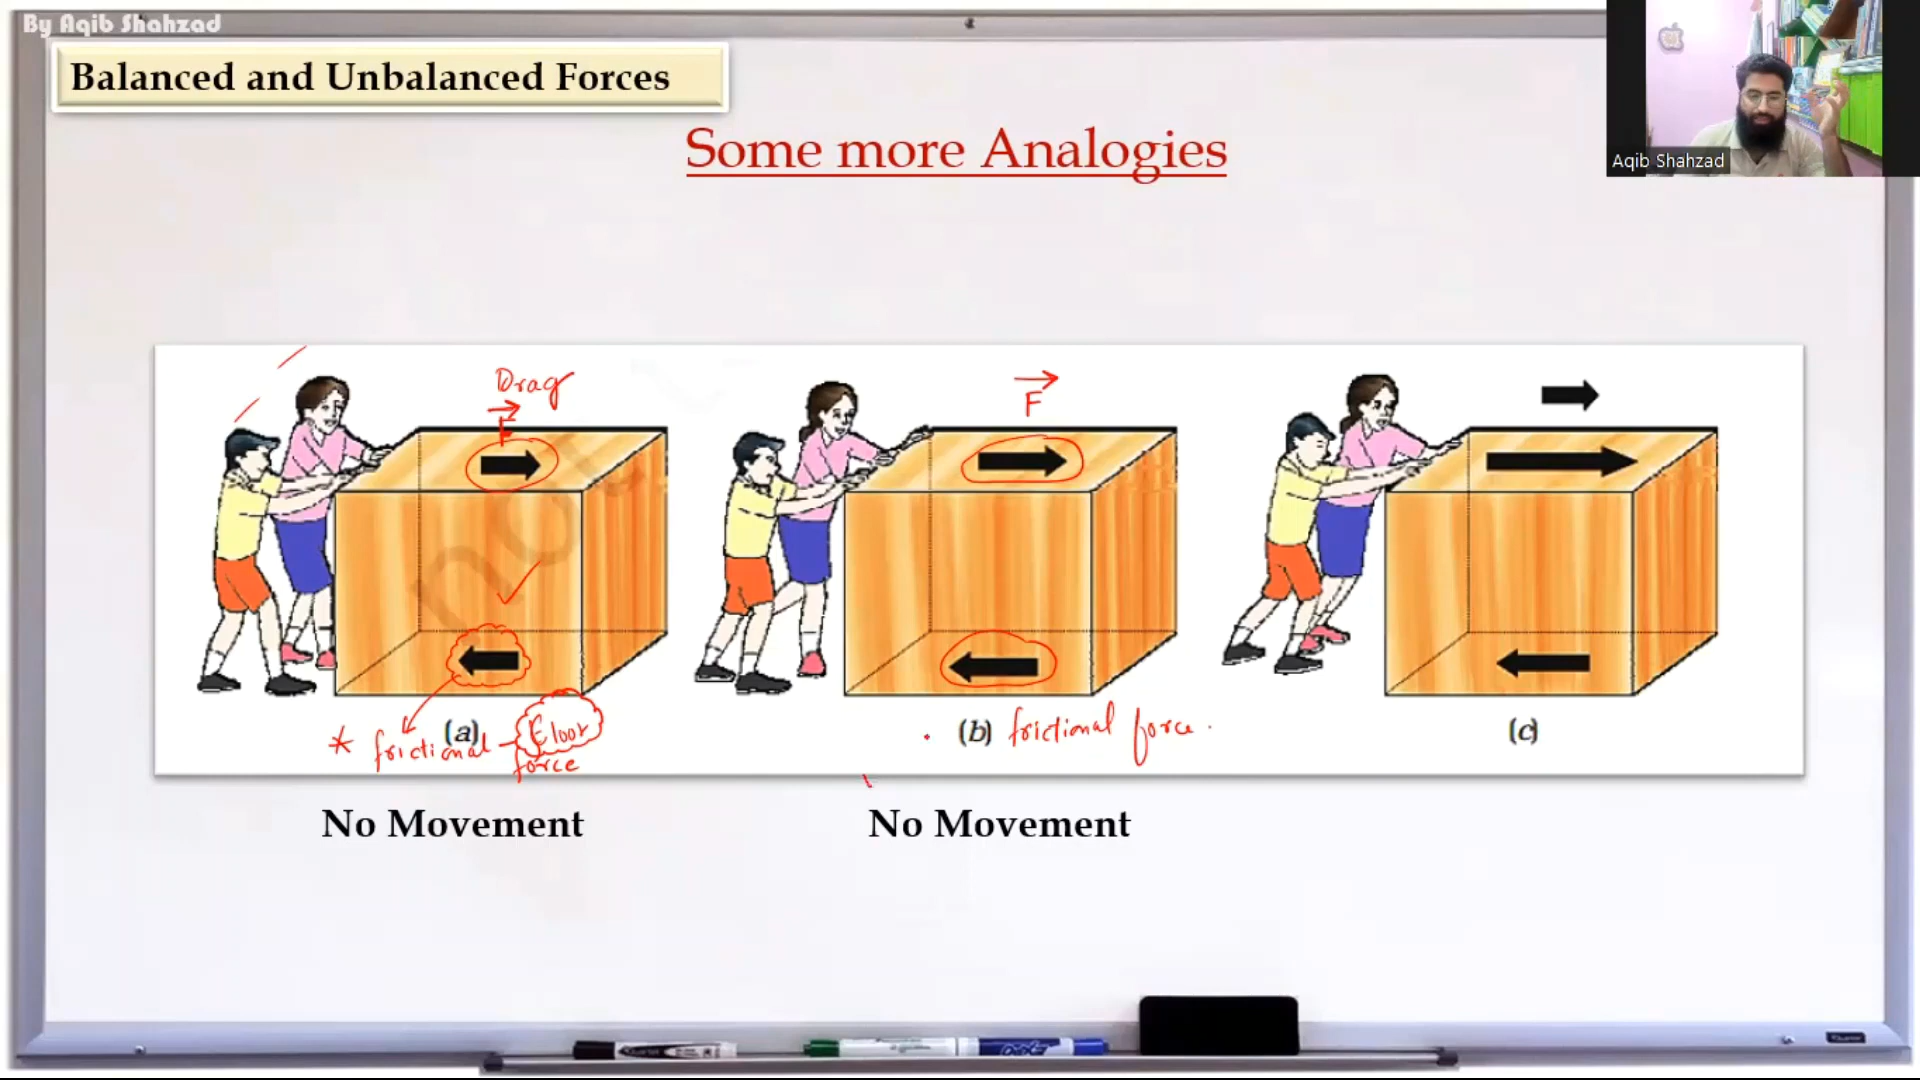 By Aqib Shahzad
Balanced and Unbalanced Forces
Some more Analogies
Aqib Shahzad
Drag
F
F
not
(a)
* frictional
Floor
force
(b) frictional force.
(c)
No Movement
No Movement